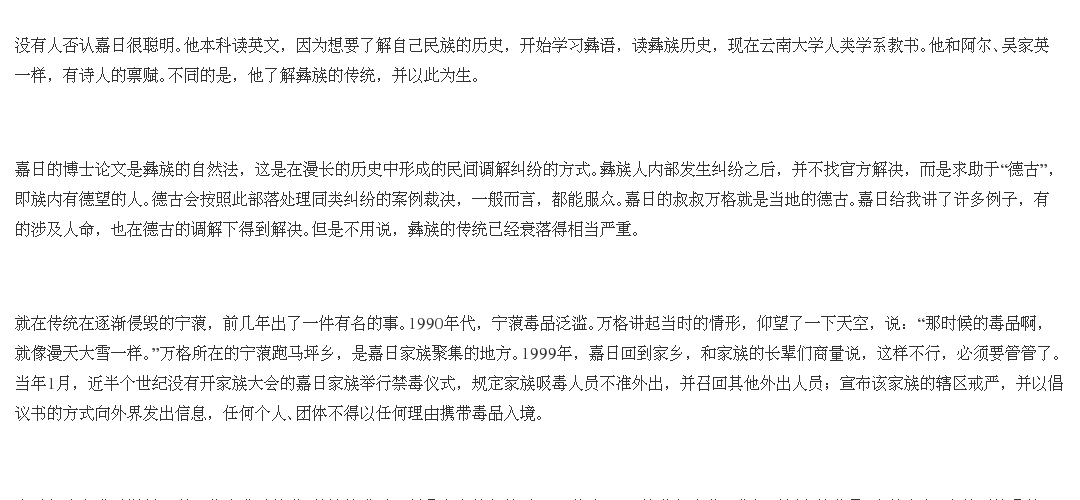 没有人否认嘉日很聪明。他本科读英文，因为想要了解自己民族的历史，开始学习彝语，读彝族历史，现在云南大学人类学系教书。他和阿尔、吴家英
一样，有诗人的禀赋。不同的是，他了解彝族的传统，并以此为生。
嘉日的博士论文是彝族的自然法，这是在漫长的历史中形成的民间调解纠纷的方式。彝族人内部发生纠纷之后，并不找官方解决，而是求助于“德古”，
即族内有德望的人。德古会按照此部落处理同类纠纷的案例裁决，一般而言，都能服众。嘉日的叔叔万格就是当地的德古。嘉日给我讲了许多例子，有
的涉及人命，也在德古的调解下得到解决。但是不用说，彝族的传统已经衰落得相当严重。
就在传统在逐渐侵毁的宁蒗，前几年出了一件有名的事。1990年代，宁蒗毒品泛滥。万格讲起当时的情形，仰望了一下天空，说：“那时候的毒品啊，
就像漫天大雪一样。”万格所在的宁蒗跑马坪乡，是嘉日家族聚集的地方。1999年，嘉日回到家乡，和家族的长辈们商量说，这样不行，必须要管管了。
当年1月，近半个世纪没有开家族大会的嘉日家族举行禁毒仪式，规定家族吸毒人员不准外出，并召回其他外出人员；宣布该家族的辖区戒严，并以倡
议书的方式向外界发出信息，任何个人、团体不得以任何理由携带毒品入境。